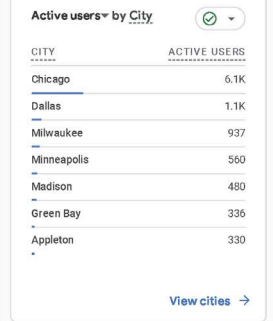 Active users by City
CITY ACTIVE USERS
Chicago 6.1K
Dallas 1.1K
Milwaukee 937
Minneapolis 560
Madison 480
Green Bay 336
Appleton 330
View cities →